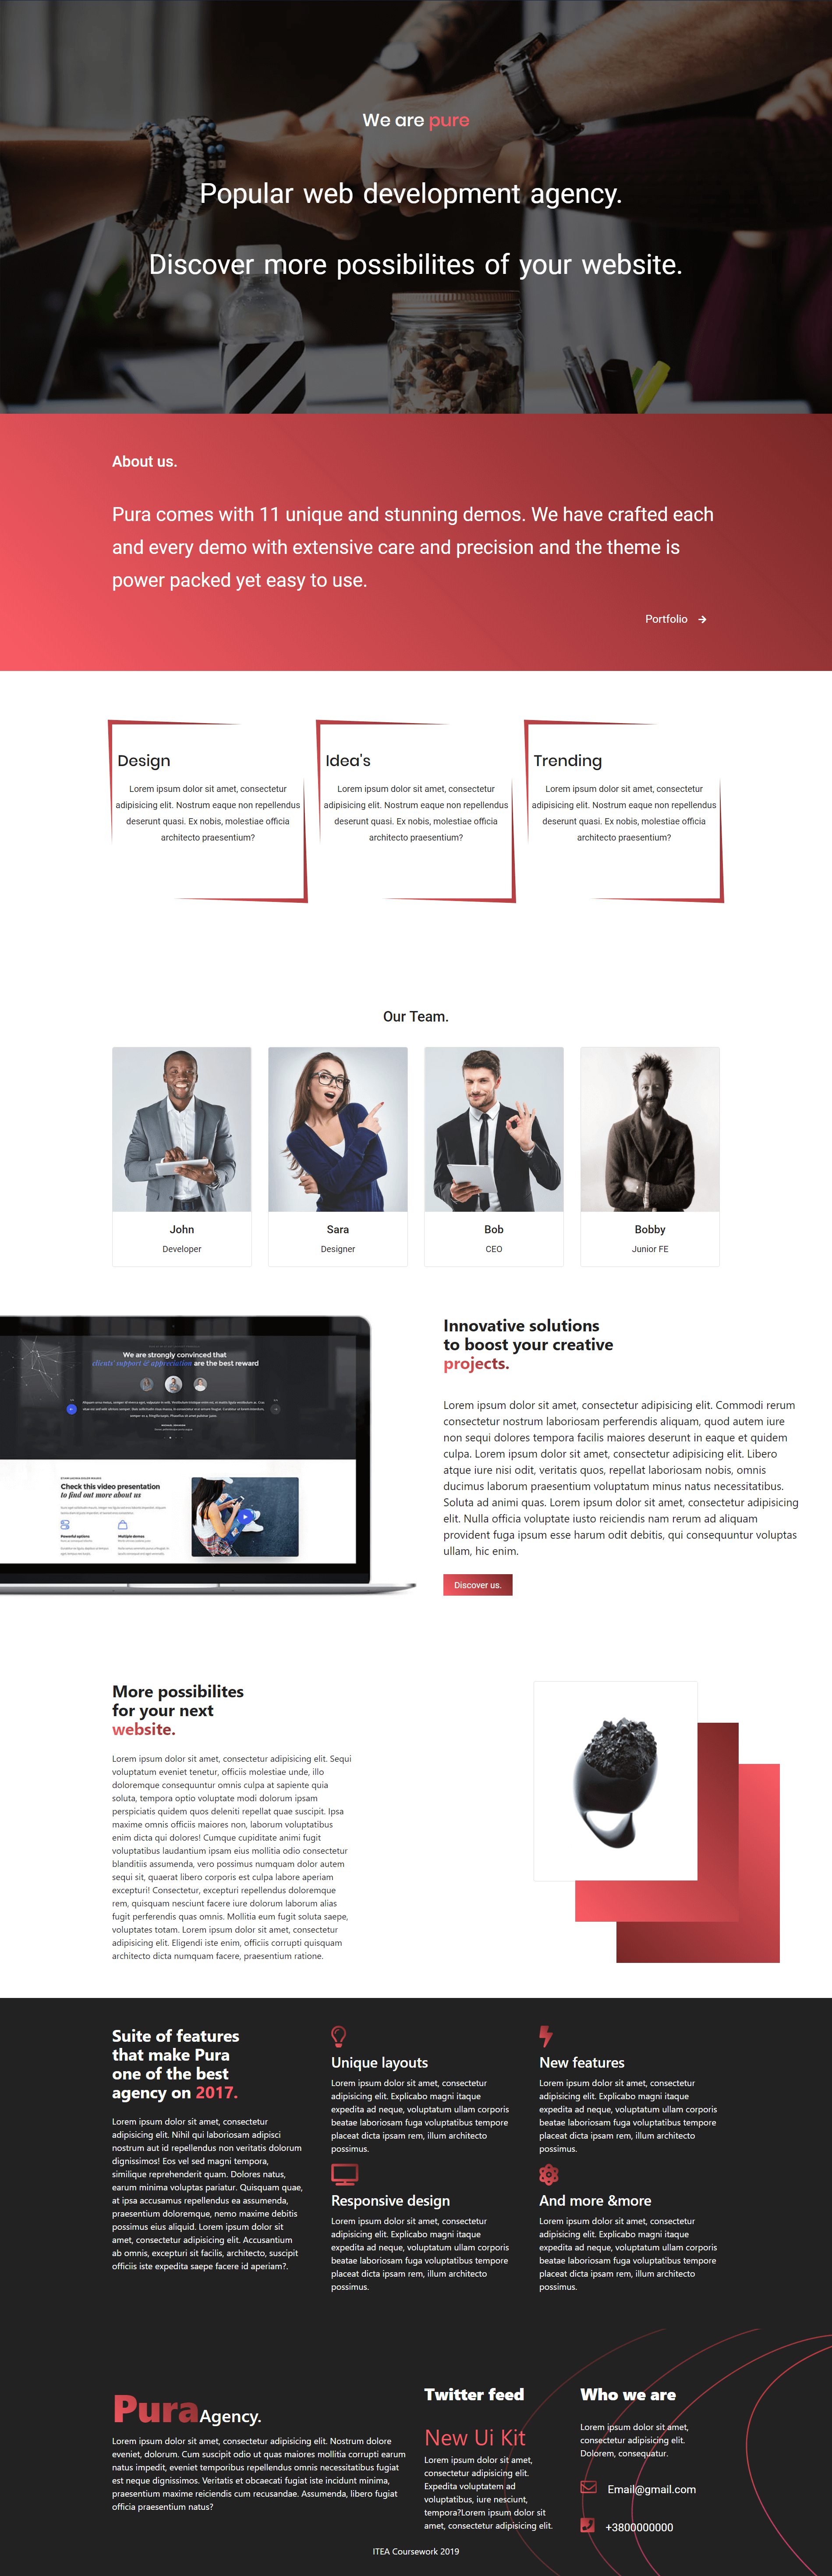 We are pure
Popular web development agency.
Discover more possibilites of your website.
About us.
Pura comes with 11 unique and stunning demos. We have crafted each
and every demo with extensive care and precision and the theme is
power packed yet easy to use.
Portfolio
Design
Lorem ipsum dolor sit amet, consectetur
adipisicing elit. Nostrum eaque non repellendus
deserunt quasi. Ex nobis, molestiae officia
architecto praesentium?
Idea's
Lorem ipsum dolor sit amet, consectetur
adipisicing elit. Nostrum eaque non repellendus
deserunt quasi. Ex nobis, molestiae officia
architecto praesentium?
Trending
Lorem ipsum dolor sit amet, consectetur
adipisicing elit. Nostrum eaque non repellendus
deserunt quasi. Ex nobis, molestiae officia
architecto praesentium?
Our Team.
John
Developer
Sara
Designer
Bob
CEO
Bobby
Junior FE
We are strongly convinced that
clients' support & appreciation are the best reward
Check this video presentation
to find out more about us
Powerful options
Multiple demos
Innovative solutions
to boost your creative
projects.
Lorem ipsum dolor sit amet, consectetur adipisicing elit. Commodi rerum
consectetur nostrum laboriosam perferendis aliquam, quod autem iure
non sequi dolores tempora facilis maiores deserunt in eaque et quidem
culpa. Lorem ipsum dolor sit amet, consectetur adipisicing elit. Libero
atque iure nisi odit, veritatis quos, repellat laboriosam nobis, omnis
ducimus laborum praesentium voluptatum minus natus necessitatibus.
Soluta ad animi quas. Lorem ipsum dolor sit amet, consectetur adipisicing
elit. Nulla officia voluptate iusto reiciendis nam rerum ad aliquam
provident fuga ipsum esse harum odit debitis, qui consequuntur voluptas
ullam, hic enim.
Discover us.
More possibilites
for your next
website.
Lorem ipsum dolor sit amet, consectetur adipisicing elit. Sequi
voluptatum eveniet tenetur, officiis molestiae unde, illo
doloremque consequuntur omnis culpa at sapiente quia
soluta, tempora optio voluptate modi dolorum ipsam
perspiciatis quidem quos deleniti repellat quae suscipit. Ipsa
maxime omnis officiis maiores non, laborum voluptatibus
enim dicta qui dolores! Cumque cupiditate animi fugit
voluptatibus laudantium ipsam eius mollitia odio consectetur
blanditiis assumenda, vero possimus numquam dolor autem
sequi sit, quaerat libero corporis est culpa labore aperiam
excepturi! Consectetur, excepturi repellendus doloremque
rem, quisquam nesciunt facere iure dolorum laborum alias
fugit perferendis quas omnis. Mollitia eum fugit soluta saepe,
voluptates totam. Lorem ipsum dolor sit amet, consectetur
adipisicing elit. Eligendi iste enim, officiis corrupti quisquam
architecto dicta numquam facere, praesentium ratione.
Suite of features
that make Pura
one of the best
agency on 2017.
Lorem ipsum dolor sit amet, consectetur
adipisicing elit. Nihil qui laboriosam adipisci
nostrum aut id repellendus non veritatis dolorum
dignissimos! Eos vel sed magni tempora,
similique reprehenderit quam. Dolores natus,
earum minima voluptas pariatur. Quisquam quae,
at ipsa accusamus repellendus ea assumenda,
praesentium doloremque, nemo maxime debitis
possimus eius aliquid. Lorem ipsum dolor sit
amet, consectetur adipisicing elit. Accusantium
ab omnis, excepturi sit facilis, architecto, suscipit
officiis iste expedita saepe facere id aperiam?.
Unique layouts
Lorem ipsum dolor sit amet, consectetur
adipisicing elit. Explicabo magni itaque
expedita ad neque, voluptatum ullam corporis
beatae laboriosam fuga voluptatibus tempore
placeat dicta ipsam rem, illum architecto
possimus.
New features
Lorem ipsum dolor sit amet, consectetur
adipisicing elit. Explicabo magni itaque
expedita ad neque, voluptatum ullam corporis
beatae laboriosam fuga voluptatibus tempore
placeat dicta ipsam rem, illum architecto
possimus.
Responsive design
Lorem ipsum dolor sit amet, consectetur
adipisicing elit. Explicabo magni itaque
expedita ad neque, voluptatum ullam corporis
beatae laboriosam fuga voluptatibus tempore
placeat dicta ipsam rem, illum architecto
possimus.
And more &more
Lorem ipsum dolor sit amet, consectetur
adipisicing elit. Explicabo magni itaque
expedita ad neque, voluptatum ullam corporis
beatae laboriosam fuga voluptatibus tempore
placeat dicta ipsam rem, illum architecto
possimus.
PuraAgency.
Lorem ipsum dolor sit amet, consectetur adipisicing elit. Nostrum dolore
eveniet, dolorum. Cum suscipit odio ut quas maiores mollitia corrupti earum
natus impedit, eveniet temporibus repellendus omnis necessitatibus fugiat
est neque dignissimos. Veritatis et obcaecati fugiat iste incidunt minima,
praesentium maxime reiciendis cum recusandae. Assumenda, libero fugiat
officia praesentium natus?
Twitter feed
New Ui Kit
Lorem ipsum dolor sit amet,
consectetur adipisicing elit.
Expedita voluptatem ad
voluptatibus, iure nesciunt,
tempora?Lorem ipsum dolor sit
amet, consectetur adipisicing elit.
Who we are
Lorem ipsum dolor sit amet,
consectetur adipisicing elit.
Dolorem, consequatur.
Email@gmail.com
+3800000000
ITEA Coursework 2019